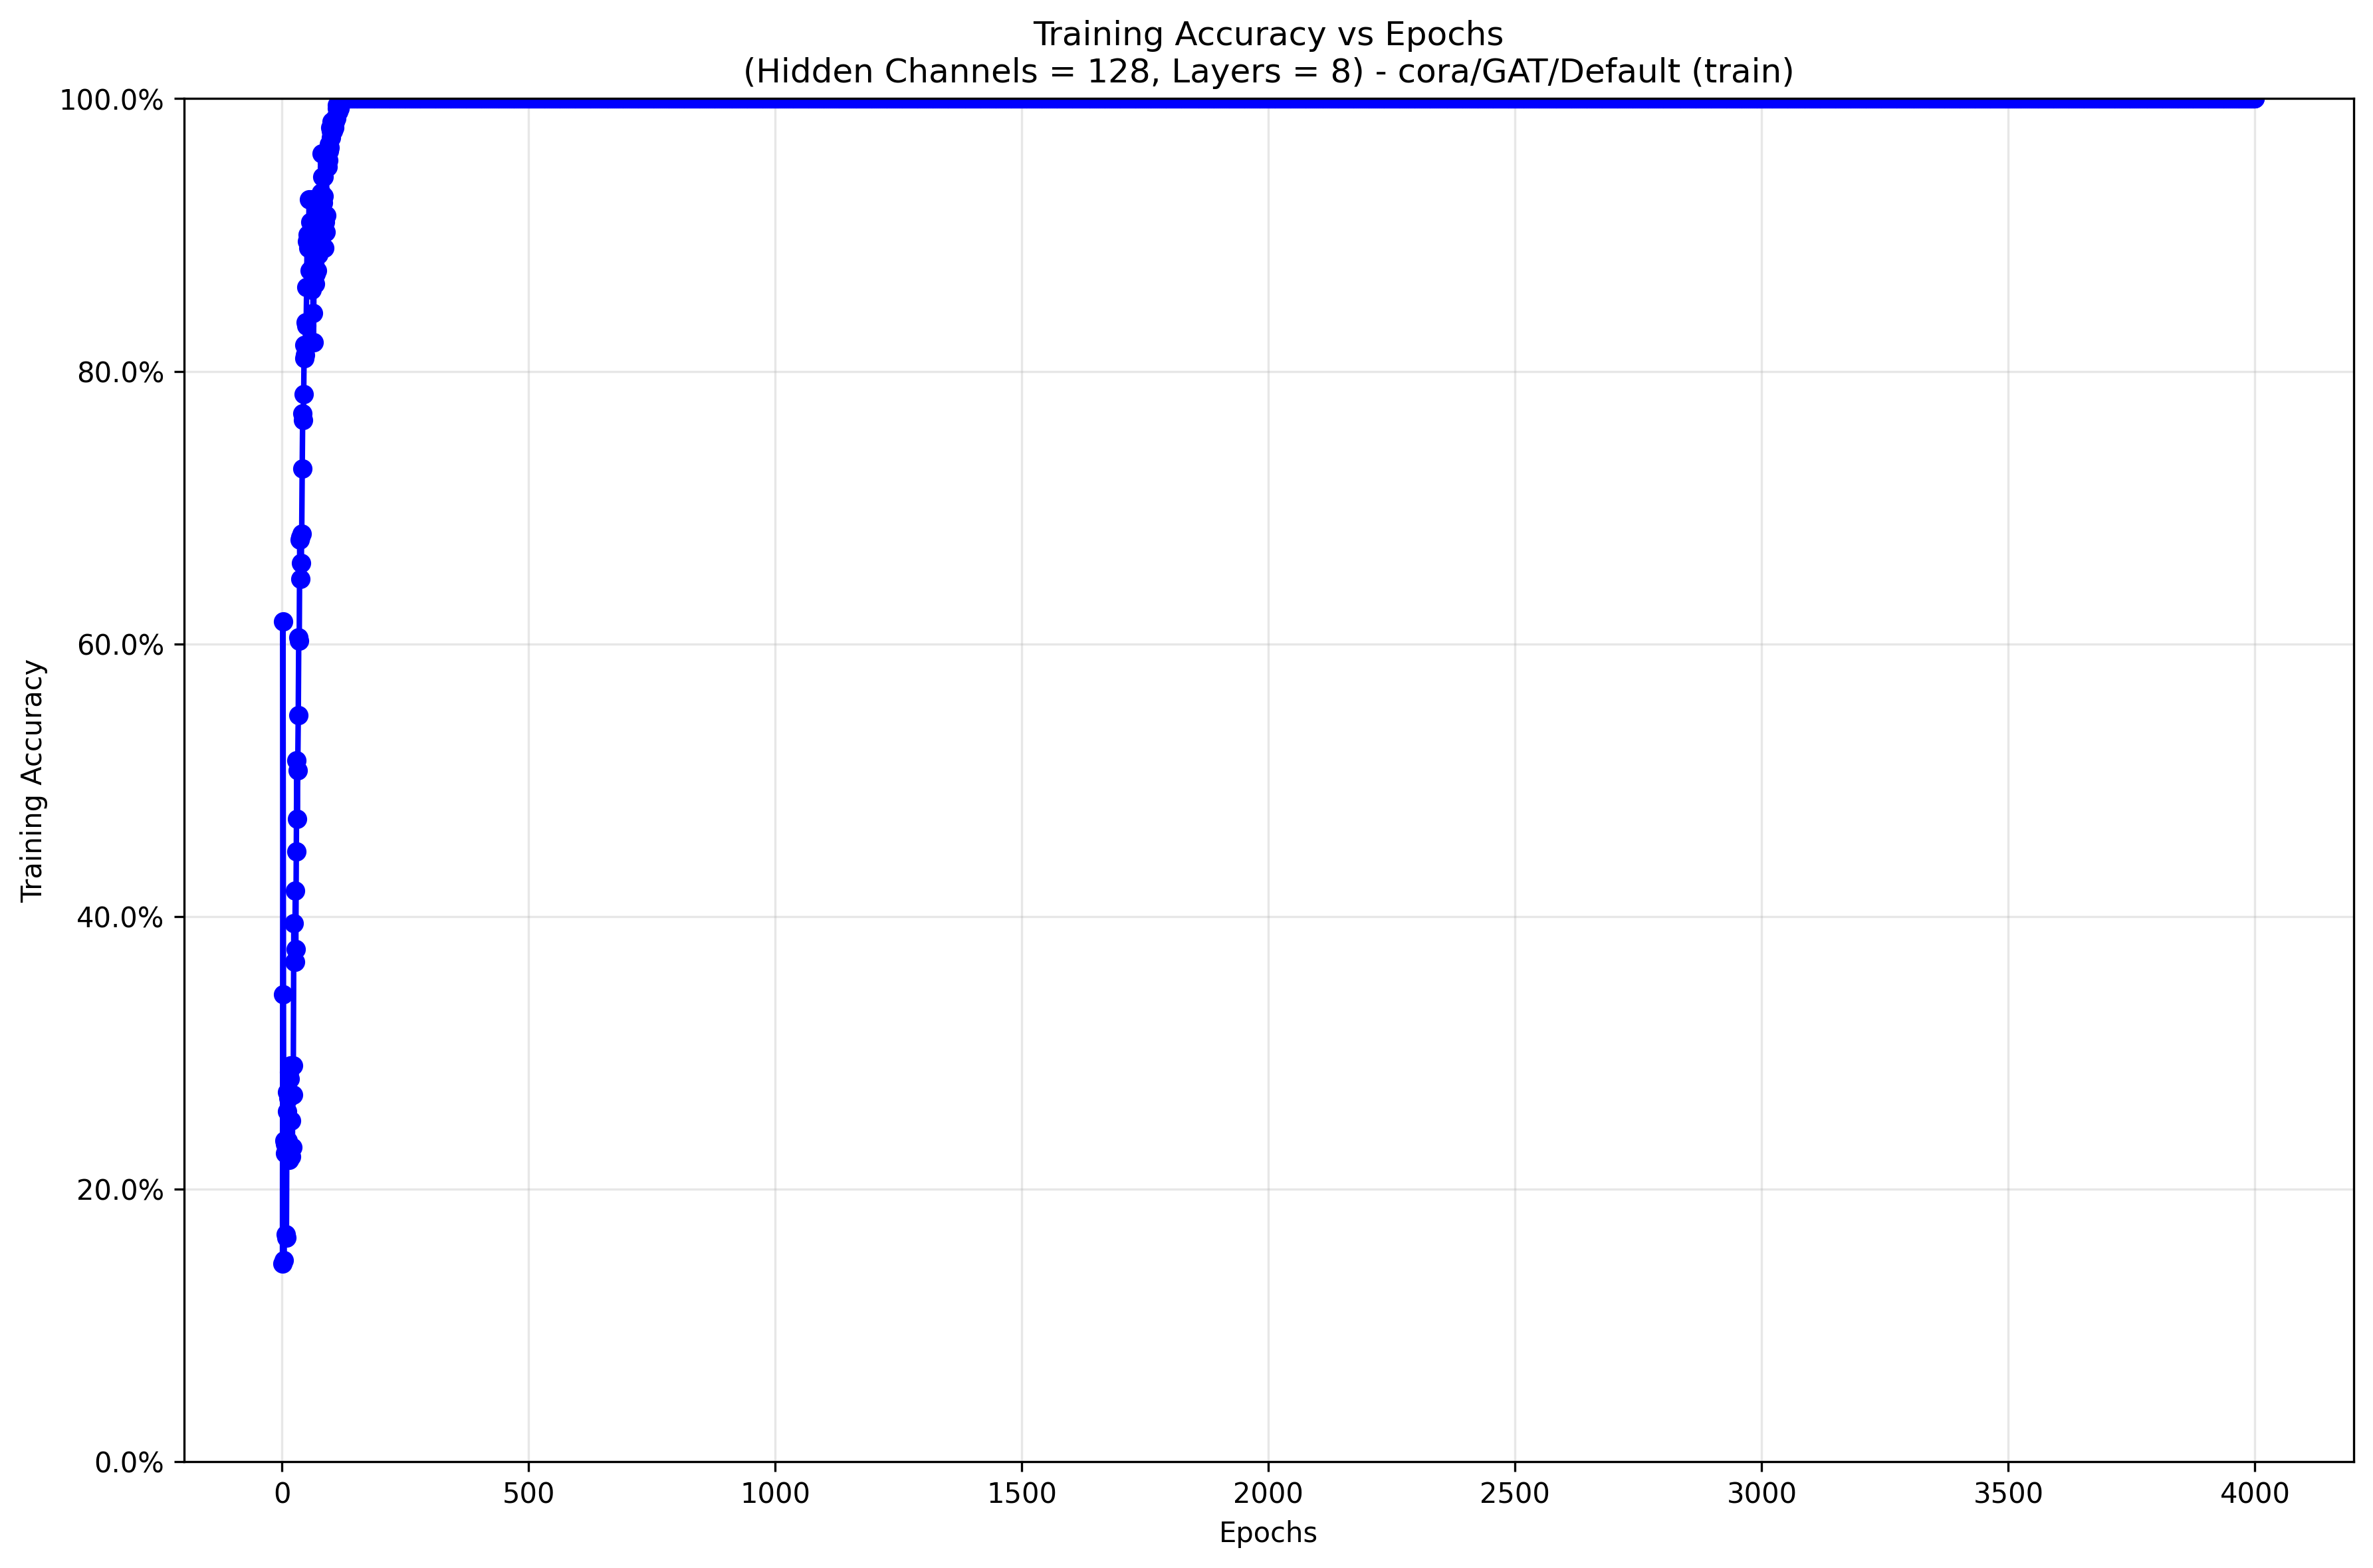 Training Accuracy vs Epochs
(Hidden Channels = 128, Layers = 8) - cora/GAT/Default (train)
100.0%
80.0%
60.0%
40.0%
20.0%
0.0%
Training Accuracy
0 500 1000 1500 2000 2500 3000 3500 4000
Epochs